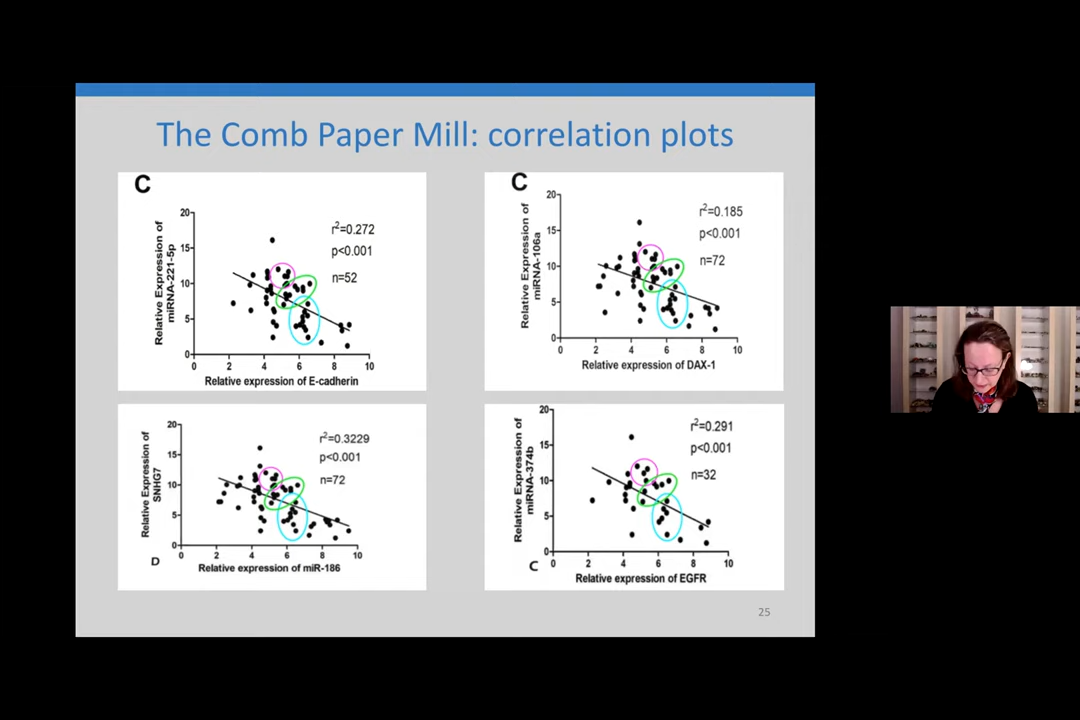 The Comb Paper Mill: correlation plots
C
Relative Expression of
miRNA-221-5p
20
15
10
5
0
r²=0.272
p<0.001
n=52
0 2 4 6 8 10
Relative expression of E-cadherin
C
Relative Expression of
miRNA-106a
20
15
10
5
0
r²=0.185
p<0.001
n=72
0 2 4 6 8 10
Relative expression of DAX-1
Relative Expression of
SNHG7
20
15
10
5
0
r²=0.3229
p<0.001
n=72
0 2 4 6 8 10
D
Relative expression of miR-186
Relative Expression of
miRNA-374b
20
15
10
5
0
r²=0.291
p<0.001
n=32
0 2 4 6 8 10
C
Relative expression of EGFR
25